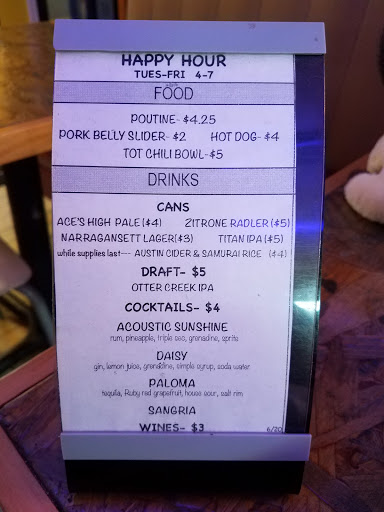 HAPPY HOUR
TUES-FRI 4-7
FOOD
POUTINE- $4.25
PORK BELLY SLIDER- $2 HOT DOG- $4
TOT CHILI BOWL-$5
DRINKS
CANS
ACE'S HIGH PALE ($4) ZITRONE RADLER ($5)
NARRAGANSETT LAGER($3) TITAN IPA ($5)
while supplies last--- AUSTIN CIDER & SAMURAI RICE ($4)
DRAFT- $5
OTTER CREEK IPA
COCKTAILS- $4
ACOUSTIC SUNSHINE
rum, pineapple, triple sec, grenadine, sprite
DAISY
gin, lemon juice, grenadine, simple syrup, soda water
PALOMA
tequila, Ruby red grapefruit, house sour, salt rim
SANGRIA
WINES- $3 6/20